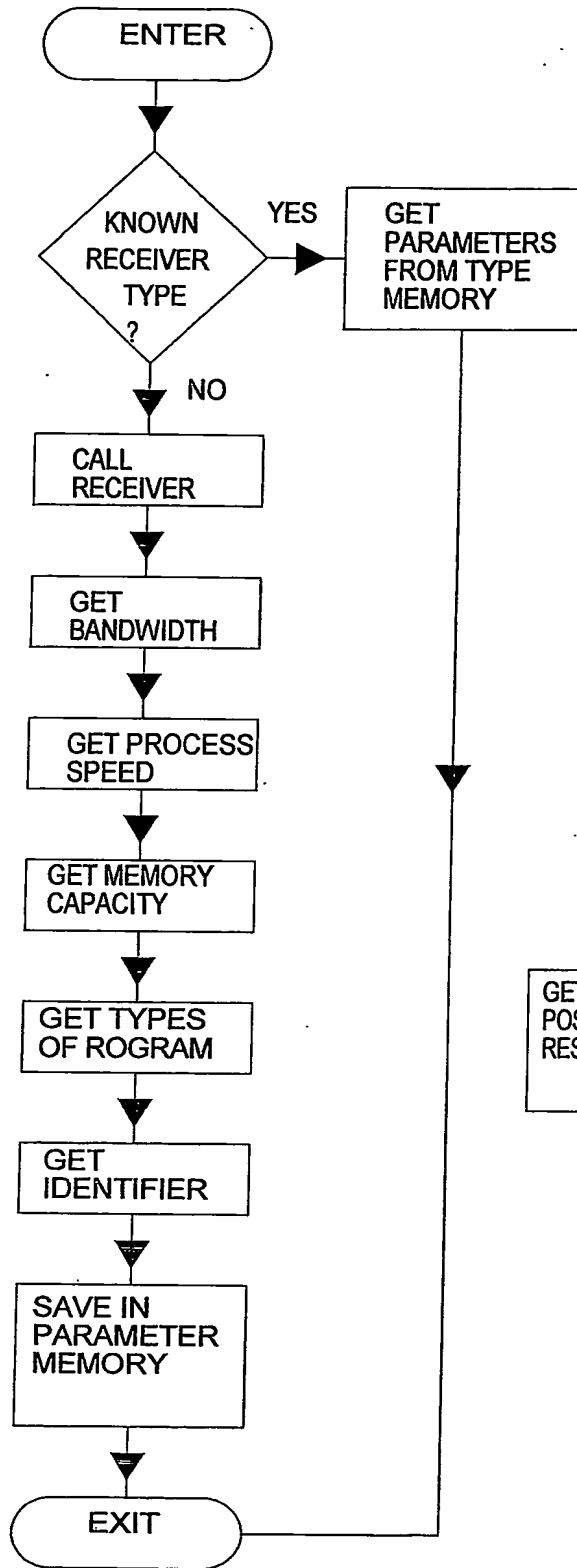 ENTER
KNOWN
RECEIVER
TYPE
?
YES
GET
PARAMETERS
FROM TYPE
MEMORY
NO
CALL
RECEIVER
GET
BANDWIDTH
GET PROCESS
SPEED
GET MEMORY
CAPACITY
GET TYPES
OF ROGRAM
GET
IDENTIFIER
SAVE IN
PARAMETER
MEMORY
EXIT
GET
POS
RES